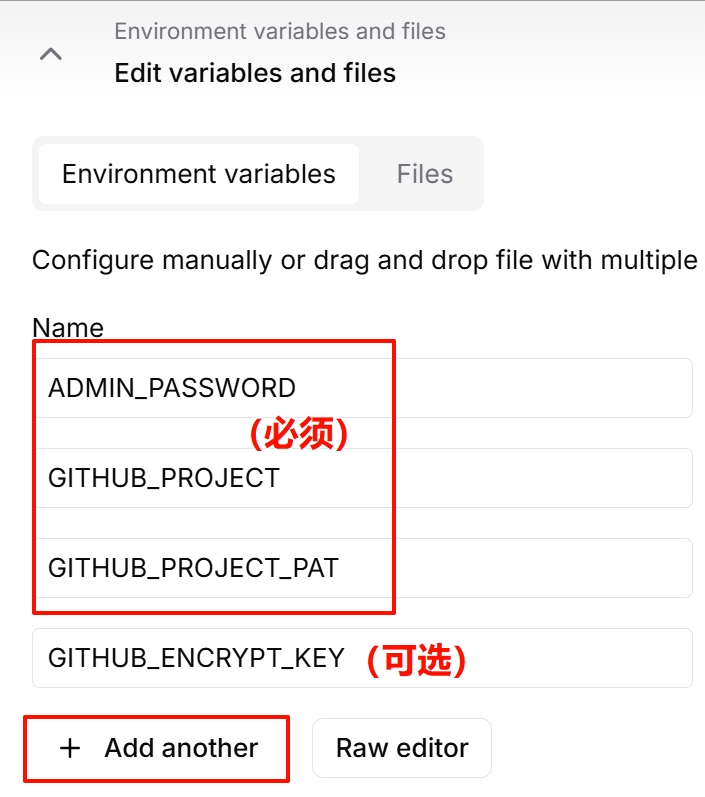 Environment variables and files
Edit variables and files
Environment variables Files
Configure manually or drag and drop file with multiple
Name
ADMIN_PASSWORD
(必须)
GITHUB_PROJECT
GITHUB_PROJECT_PAT
GITHUB_ENCRYPT_KEY (可选)
+ Add another Raw editor